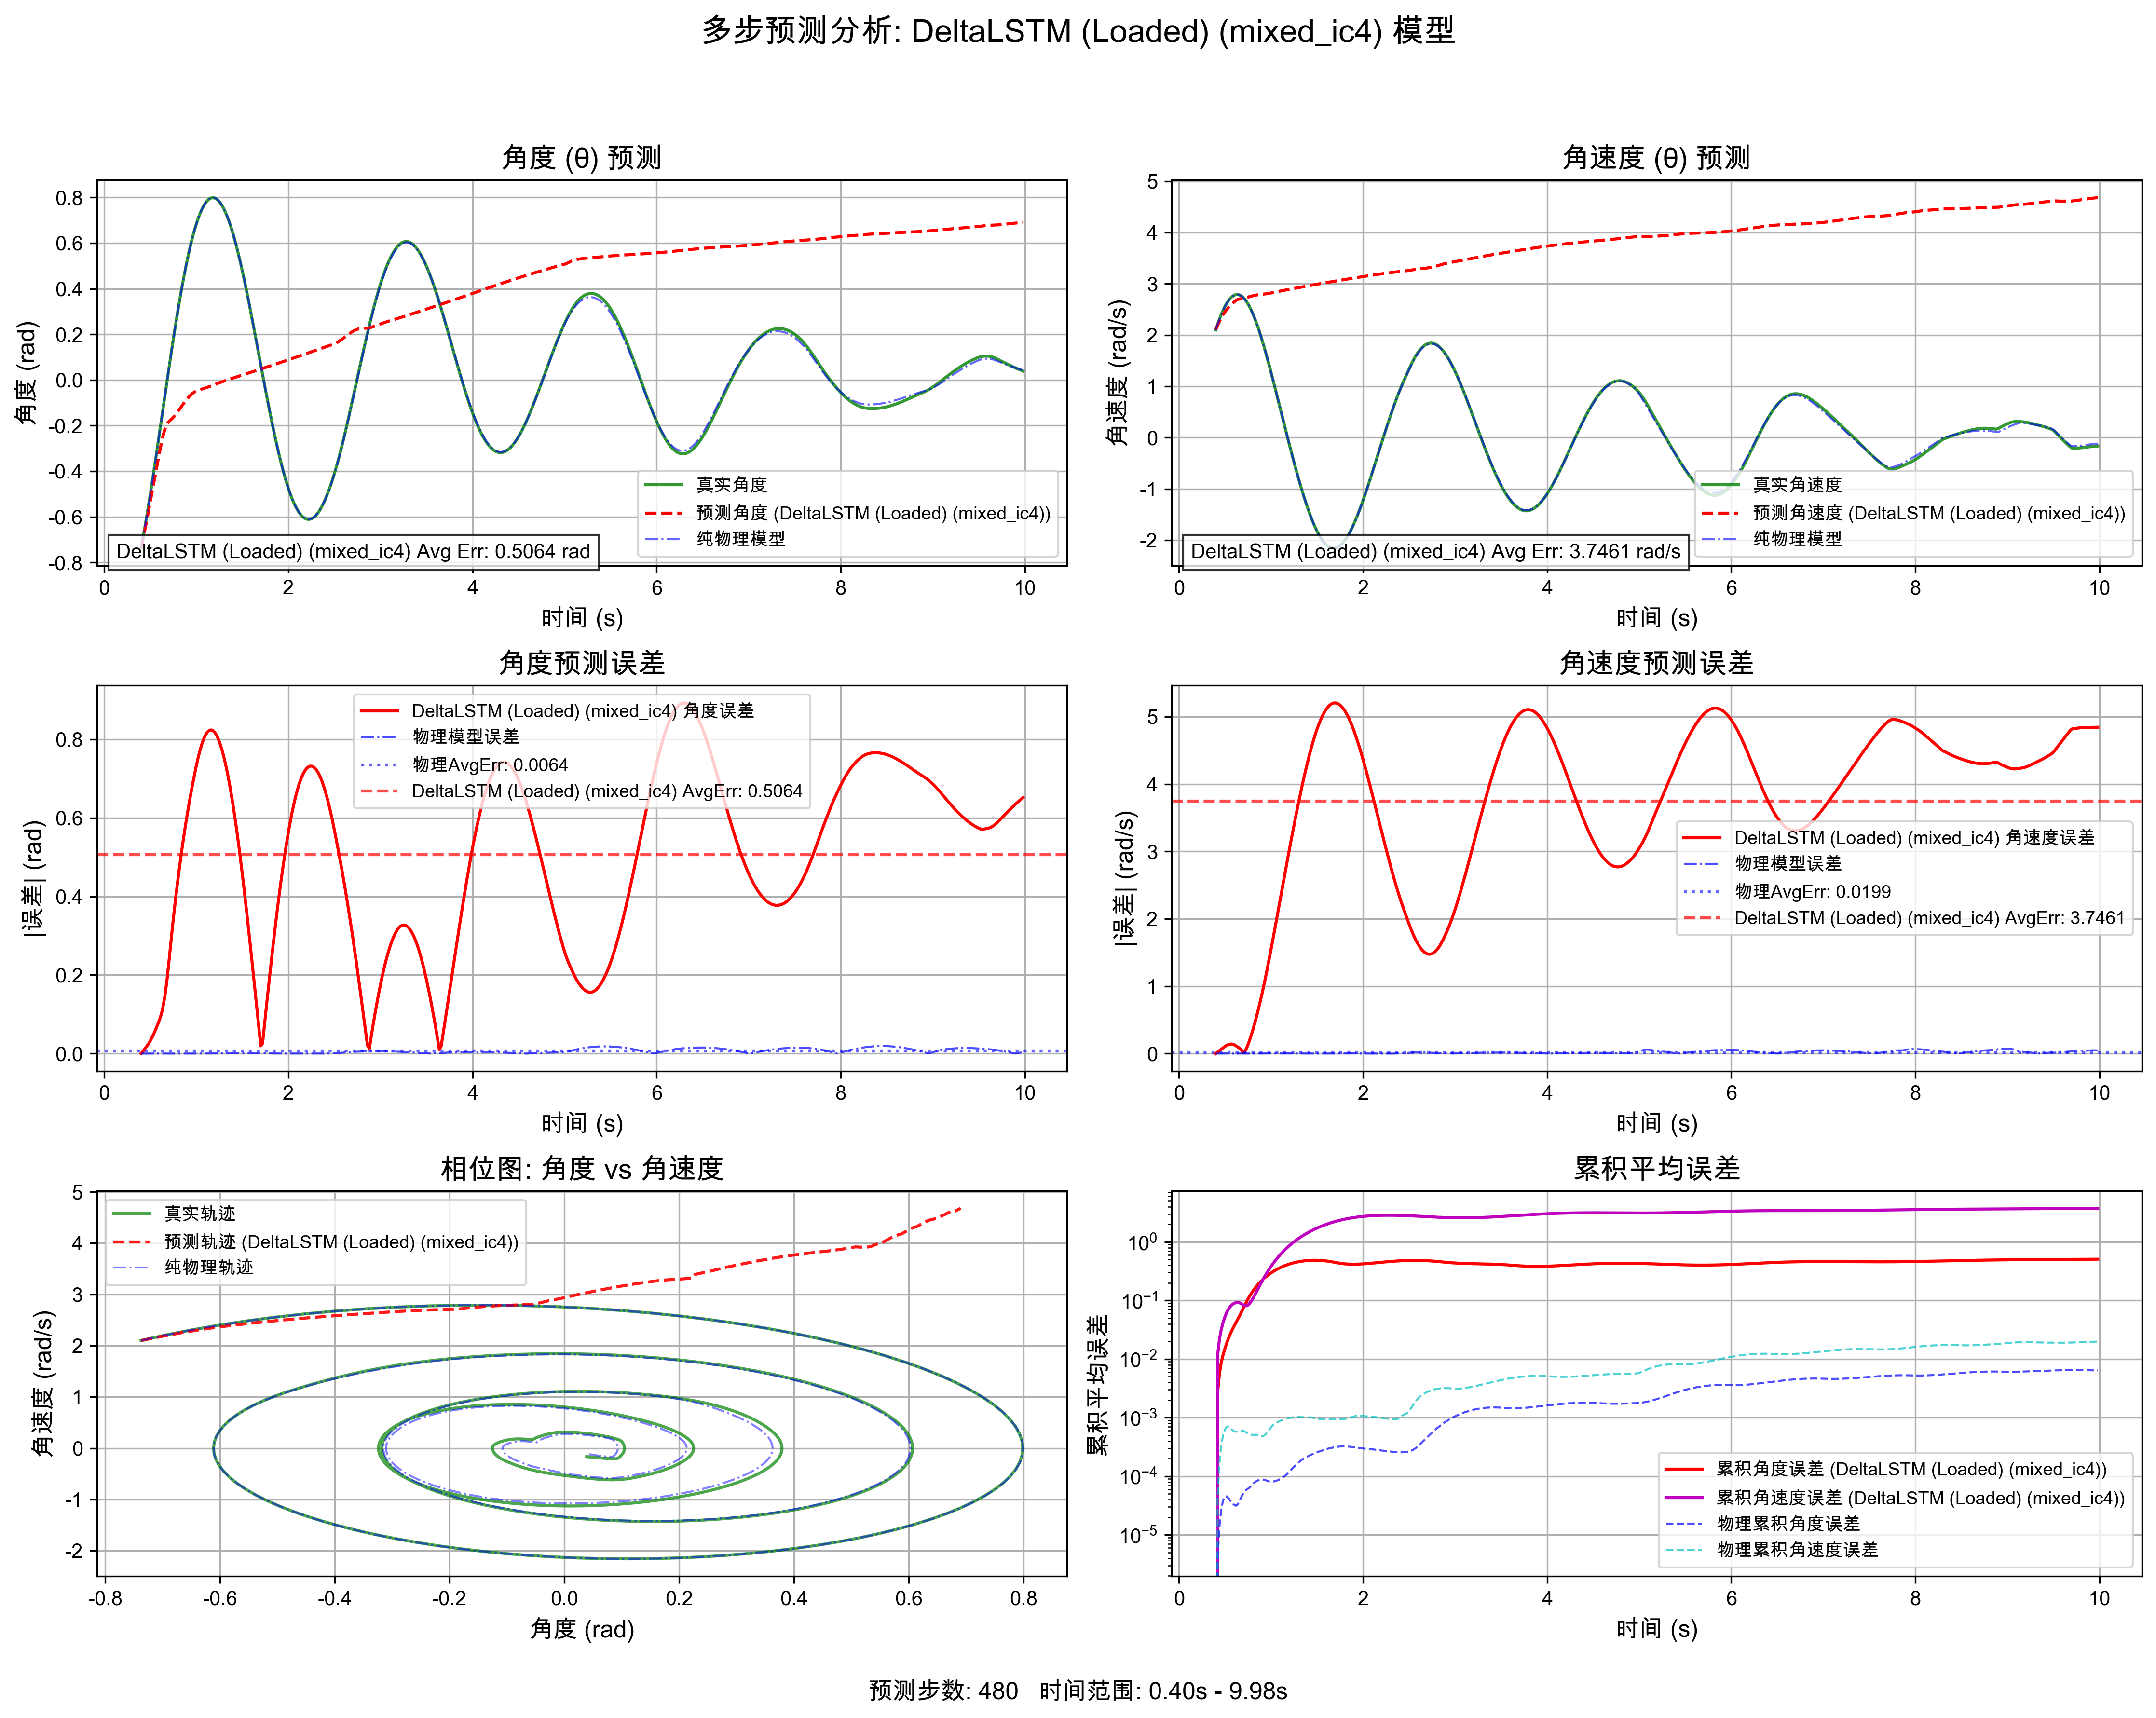 多步预测分析: DeltaLSTM (Loaded) (mixed_ic4) 模型
角度 (θ) 预测
角度 (rad)
0.8
0.6
0.4
0.2
0.0
-0.2
-0.4
-0.6
-0.8
真实角度
预测角度 (DeltaLSTM (Loaded) (mixed_ic4))
纯物理模型
DeltaLSTM (Loaded) (mixed_ic4) Avg Err: 0.5064 rad
0 2 4 6 8 10
时间 (s)
角速度 (θ̇) 预测
角速度 (rad/s)
5
4
3
2
1
0
-1
-2
真实角速度
预测角速度 (DeltaLSTM (Loaded) (mixed_ic4))
纯物理模型
DeltaLSTM (Loaded) (mixed_ic4) Avg Err: 3.7461 rad/s
0 2 4 6 8 10
时间 (s)
角度预测误差
|误差| (rad)
0.8
0.6
0.4
0.2
0.0
DeltaLSTM (Loaded) (mixed_ic4) 角度误差
物理模型误差
物理AvgErr: 0.0064
DeltaLSTM (Loaded) (mixed_ic4) AvgErr: 0.5064
0 2 4 6 8 10
时间 (s)
角速度预测误差
|误差| (rad/s)
5
4
3
2
1
0
DeltaLSTM (Loaded) (mixed_ic4) 角速度误差
物理模型误差
物理AvgErr: 0.0199
DeltaLSTM (Loaded) (mixed_ic4) AvgErr: 3.7461
0 2 4 6 8 10
时间 (s)
相位图: 角度 vs 角速度
角速度 (rad/s)
5
4
3
2
1
0
-1
-2
真实轨迹
预测轨迹 (DeltaLSTM (Loaded) (mixed_ic4))
纯物理轨迹
-0.8 -0.6 -0.4 -0.2 0.0 0.2 0.4 0.6 0.8
角度 (rad)
累积平均误差
累积平均误差
10⁰
10⁻¹
10⁻²
10⁻³
10⁻⁴
10⁻⁵
累积角度误差 (DeltaLSTM (Loaded) (mixed_ic4))
累积角速度误差 (DeltaLSTM (Loaded) (mixed_ic4))
物理累积角度误差
物理累积角速度误差
0 2 4 6 8 10
时间 (s)
预测步数: 480 时间范围: 0.40s - 9.98s